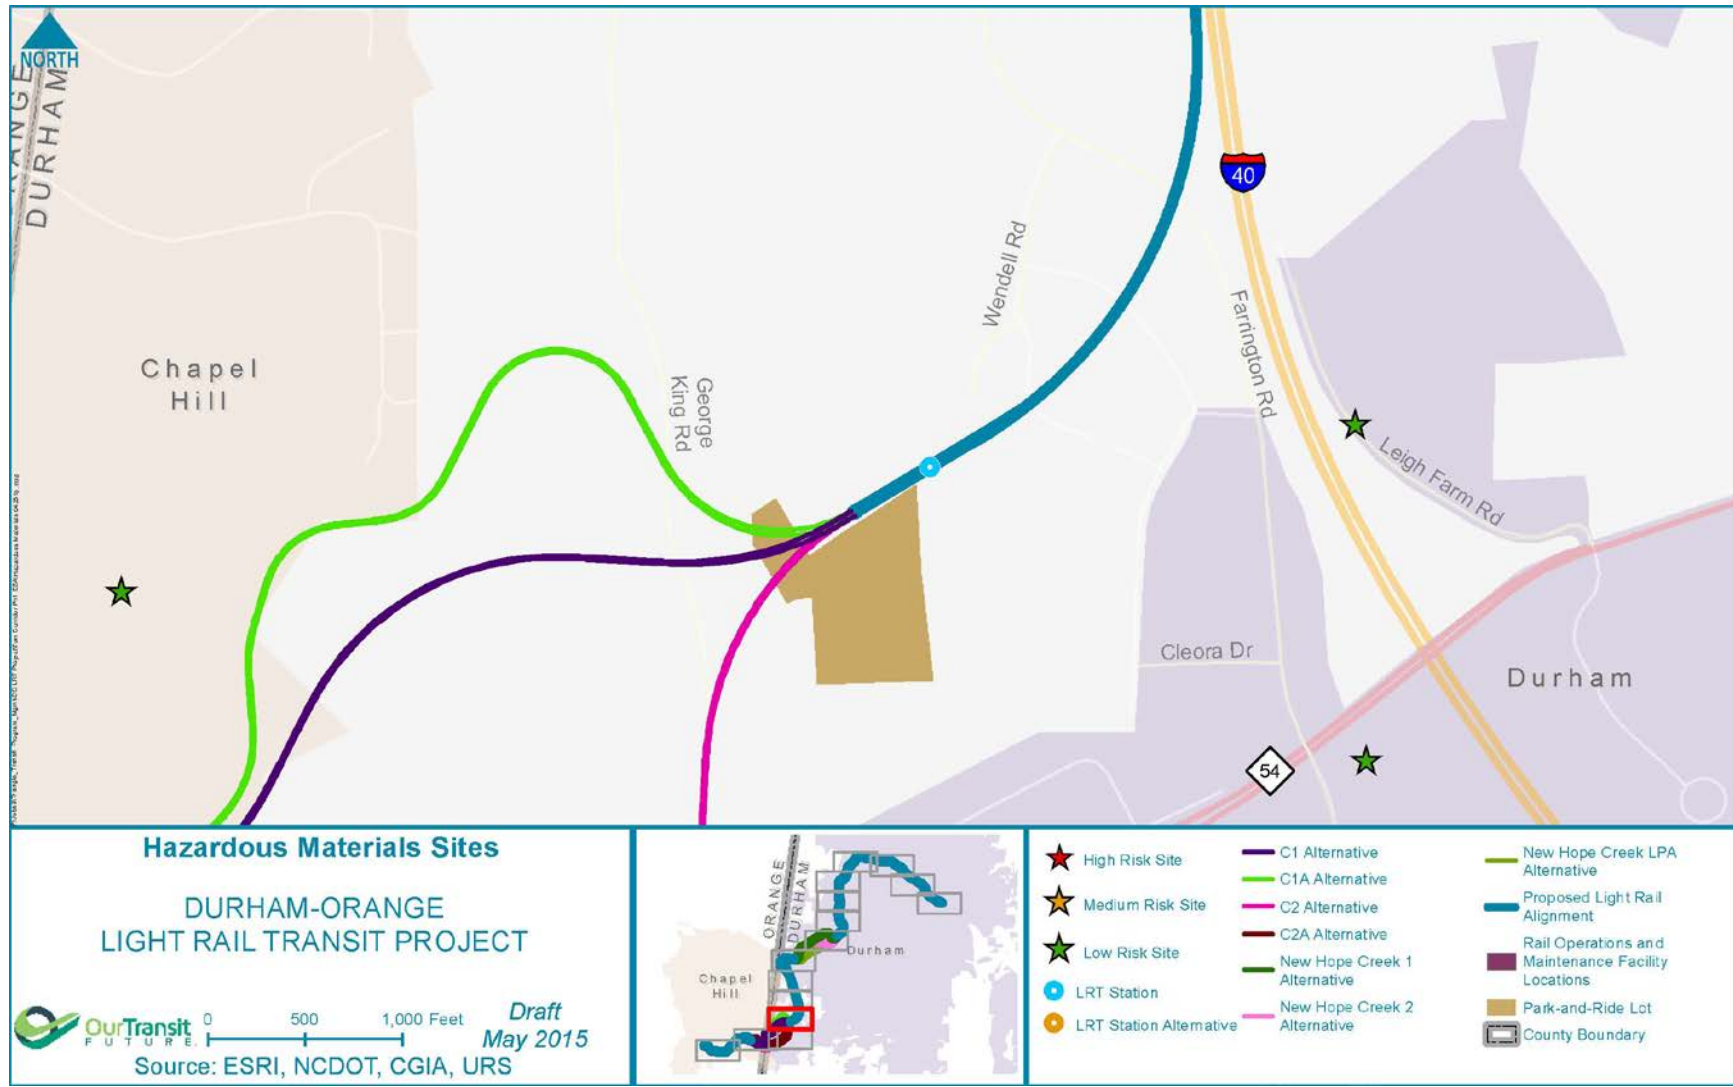 NORTH
ORANGE
DURHAM
40
Wendell Rd
Farrington Rd
Chapel
Hill
George
King Rd
Leigh Farm Rd
Cleora Dr
Durham
54
Hazardous Materials Sites
DURHAM-ORANGE
LIGHT RAIL TRANSIT PROJECT
OurTransit
FUTURE
0 500 1,000 Feet
Draft
May 2015
Source: ESRI, NCDOT, CGIA, URS
ORANGE
DURHAM
Durham
Chapel
Hill
High Risk Site
Medium Risk Site
Low Risk Site
LRT Station
LRT Station Alternative
C1 Alternative
C1A Alternative
C2 Alternative
C2A Alternative
New Hope Creek 1
Alternative
New Hope Creek 2
Alternative
New Hope Creek LPA
Alternative
Proposed Light Rail
Alignment
Rail Operations and
Maintenance Facility
Locations
Park-and-Ride Lot
County Boundary